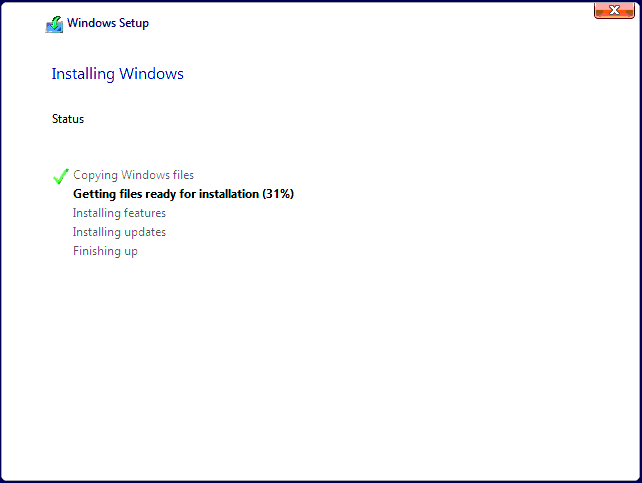 Windows Setup
Installing Windows
Status
Copying Windows files
Getting files ready for installation (31%)
Installing features
Installing updates
Finishing up